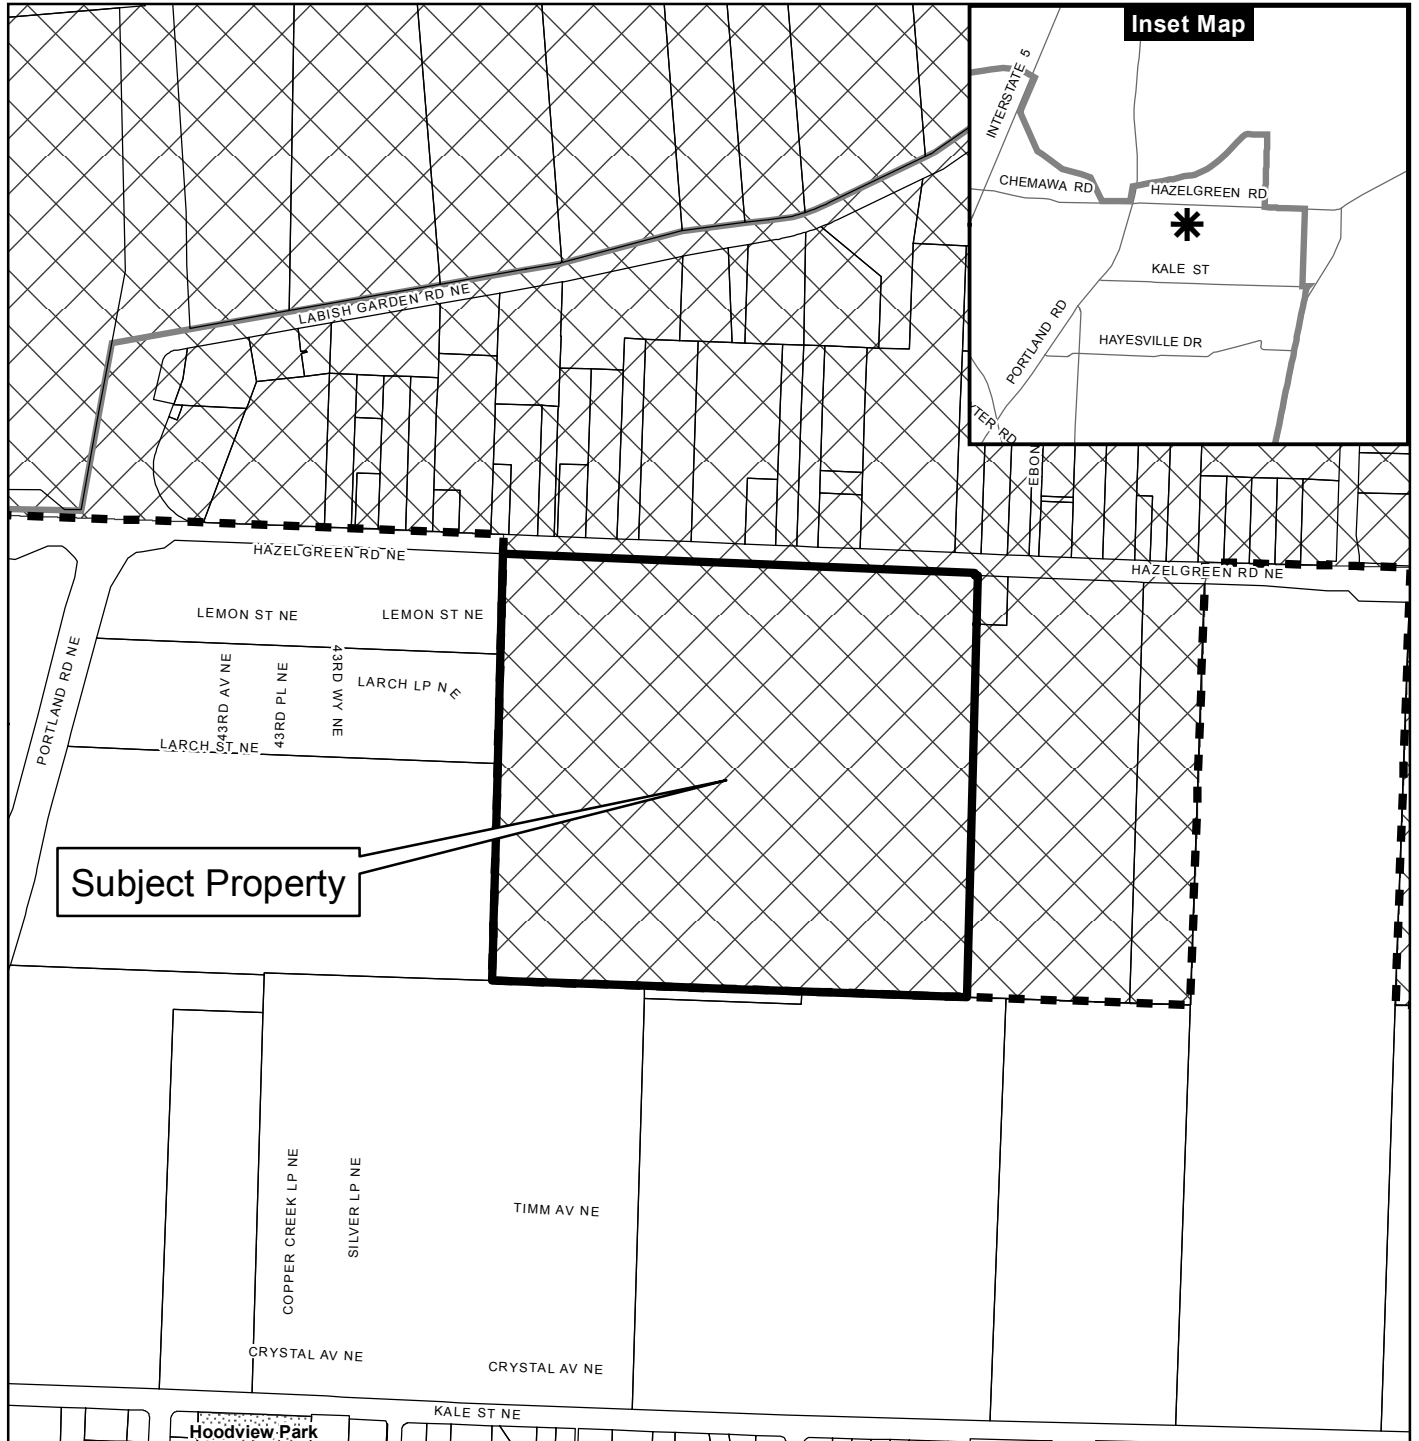 Inset Map
INTERSTATE 5
CHEMAWA RD
HAZELGREEN RD
KALE ST
PORTLAND RD
HAYESVILLE DR
RD
LABISH GARDEN RD NE
HAZELGREEN RD NE
HAZELGREEN RD NE
LEMON ST NE
LEMON ST NE
PORTLAND RD NE
43RD AV NE
43RD PL NE
43RD WY NE
LARCH LP NE
LARCH ST NE
Subject Property
COPPER CREEK LP NE
SILVER LP NE
TIMM AV NE
CRYSTAL AV NE
CRYSTAL AV NE
KALE ST NE
Hoodview Park